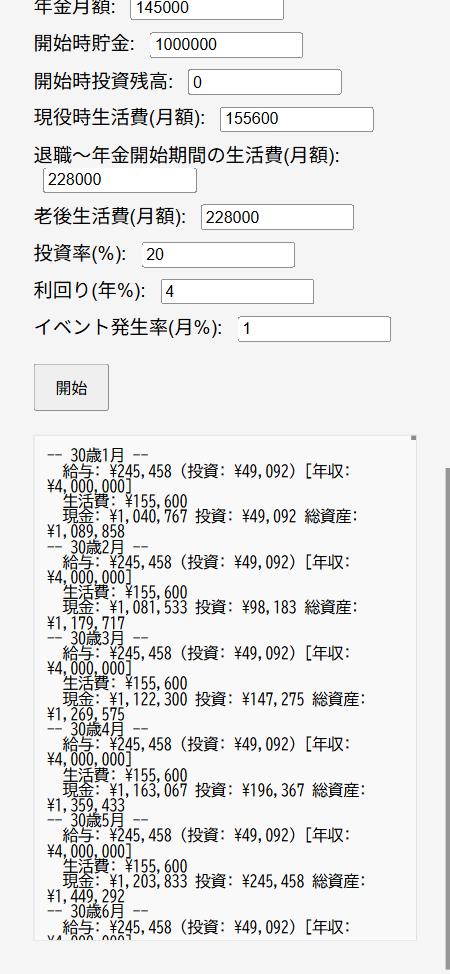 年金月額: 145000
開始時貯金: 1000000
開始時投資残高: 0
現役時生活費(月額): 155600
退職～年金開始期間の生活費(月額):
228000
老後生活費(月額): 228000
投資率(%): 20
利回り(年%): 4
イベント発生率(月%): 1
開始
-- 30歳1月 --
給与: ¥245,458 (投資: ¥49,092) [年収:
¥4,000,000]
生活費: ¥155,600
現金: ¥1,040,767 投資: ¥49,092 総資産:
¥1,089,858
-- 30歳2月 --
給与: ¥245,458 (投資: ¥49,092) [年収:
¥4,000,000]
生活費: ¥155,600
現金: ¥1,081,533 投資: ¥98,183 総資産:
¥1,179,717
-- 30歳3月 --
給与: ¥245,458 (投資: ¥49,092) [年収:
¥4,000,000]
生活費: ¥155,600
現金: ¥1,122,300 投資: ¥147,275 総資産:
¥1,269,575
-- 30歳4月 --
給与: ¥245,458 (投資: ¥49,092) [年収:
¥4,000,000]
生活費: ¥155,600
現金: ¥1,163,067 投資: ¥196,367 総資産:
¥1,359,433
-- 30歳5月 --
給与: ¥245,458 (投資: ¥49,092) [年収:
¥4,000,000]
生活費: ¥155,600
現金: ¥1,203,833 投資: ¥245,458 総資産:
¥1,449,292
-- 30歳6月 --
給与: ¥245,458 (投資: ¥49,092) [年収:
¥4,000,000]